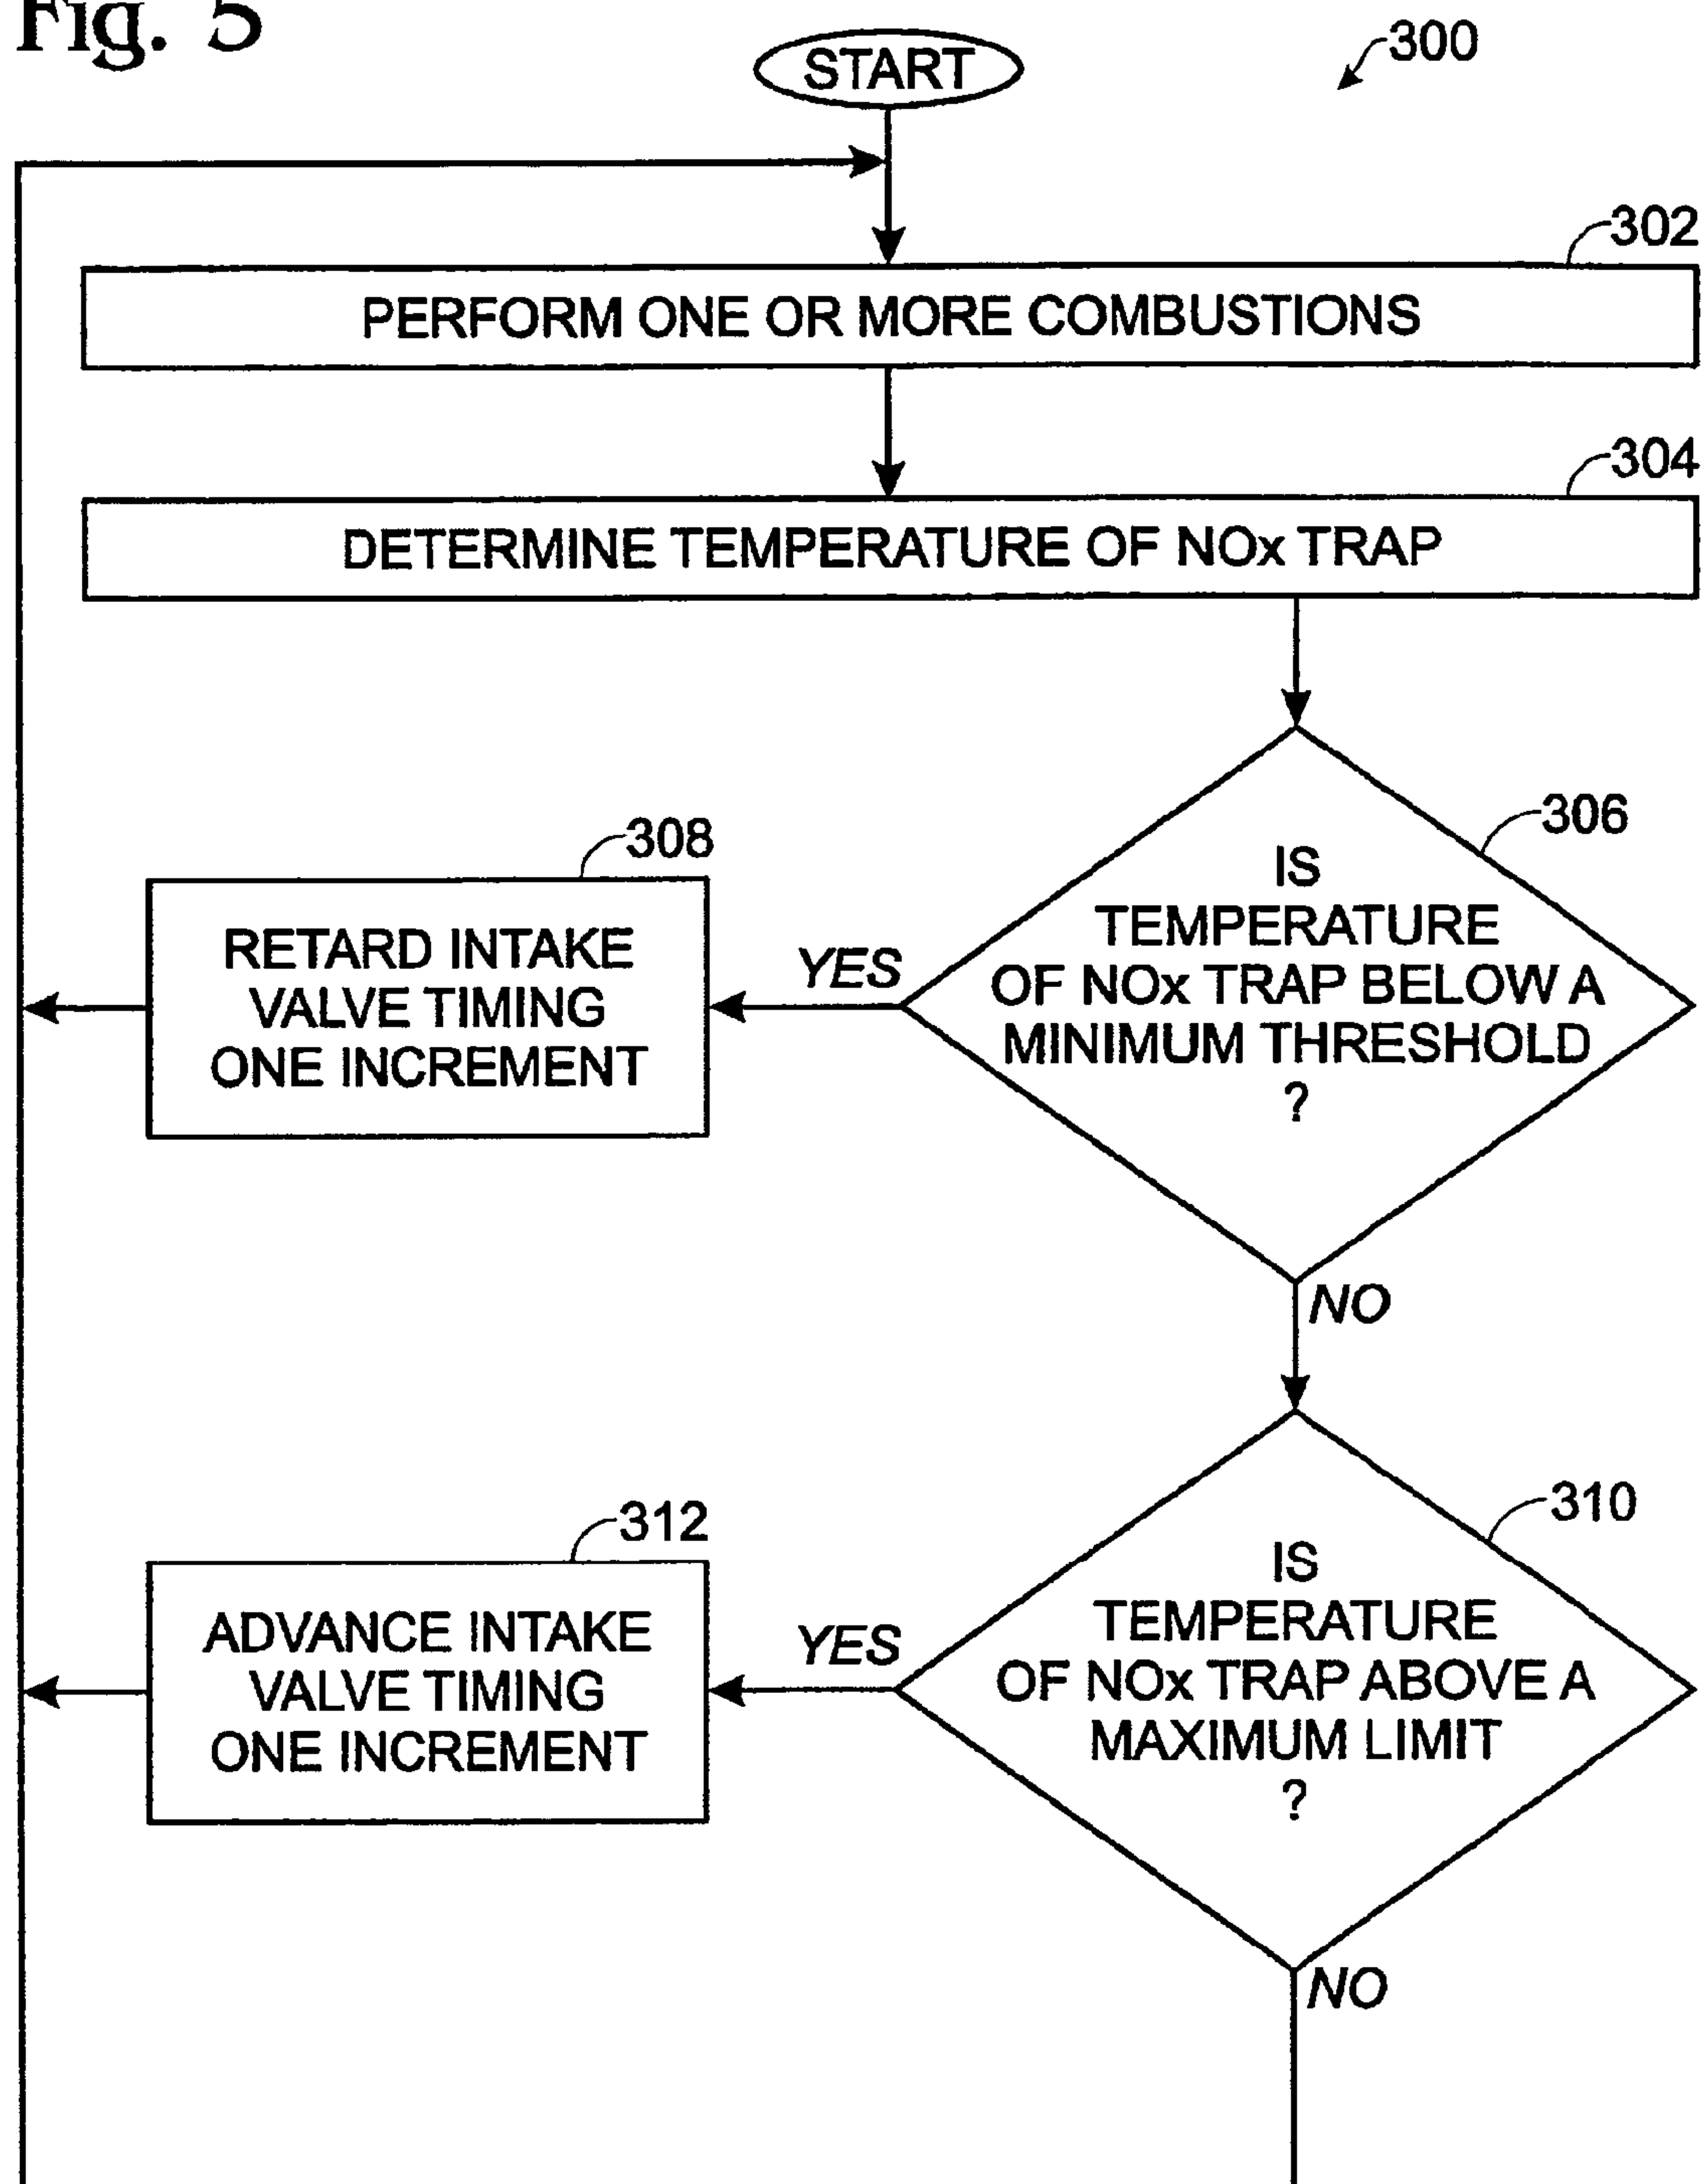 Fig. 5
START
300
302
PERFORM ONE OR MORE COMBUSTIONS
304
DETERMINE TEMPERATURE OF NOx TRAP
306
IS
TEMPERATURE
OF NOx TRAP BELOW A
MINIMUM THRESHOLD
?
YES
308
RETARD INTAKE
VALVE TIMING
ONE INCREMENT
NO
310
IS
TEMPERATURE
OF NOx TRAP ABOVE A
MAXIMUM LIMIT
?
YES
312
ADVANCE INTAKE
VALVE TIMING
ONE INCREMENT
NO